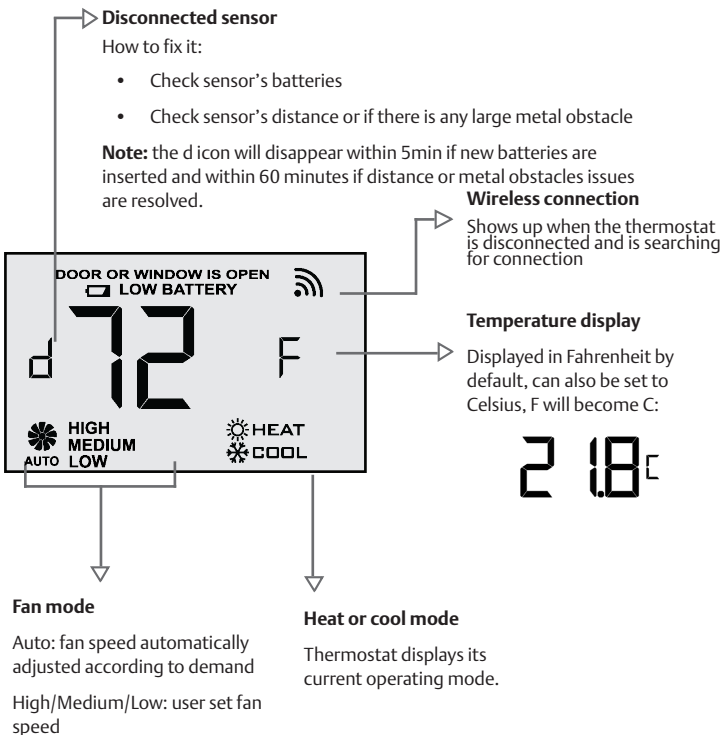 Disconnected sensor
How to fix it:
• Check sensor's batteries
• Check sensor's distance or if there is any large metal obstacle
Note: the d icon will disappear within 5min if new batteries are
inserted and within 60 minutes if distance or metal obstacles issues
are resolved.
Wireless connection
Shows up when the thermostat
is disconnected and is searching
for connection
DOOR OR WINDOW IS OPEN
LOW BATTERY
d 72 F
HIGH
MEDIUM
AUTO LOW
HEAT
COOL
Temperature display
Displayed in Fahrenheit by
default, can also be set to
Celsius, F will become C:
21.8 C
Fan mode
Auto: fan speed automatically
adjusted according to demand
High/Medium/Low: user set fan
speed
Heat or cool mode
Thermostat displays its
current operating mode.